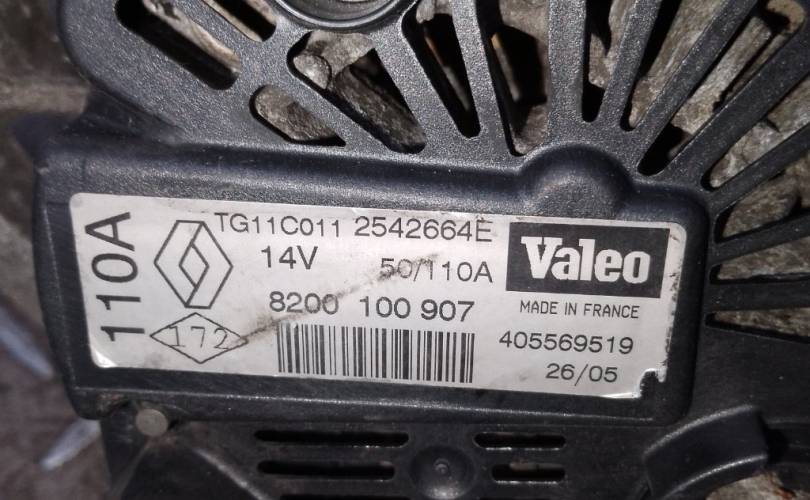 110A
TG11C011 2542664E
14V 50/110A
8200 100 907
172
Valeo
MADE IN FRANCE
405569519
26/05